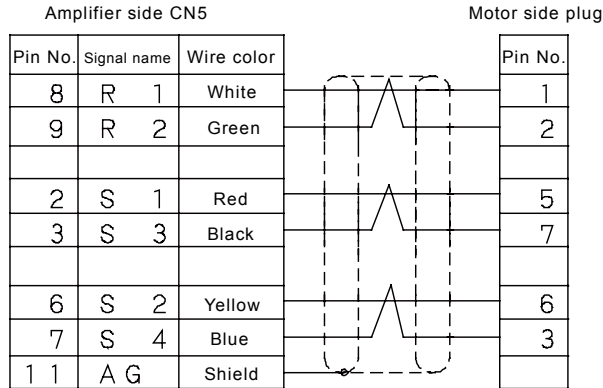 Amplifier side CN5 Motor side plug
Pin No. Signal name Wire color Pin No.
8 R 1 White 1
9 R 2 Green 2
2 S 1 Red 5
3 S 3 Black 7
6 S 2 Yellow 6
7 S 4 Blue 3
11 AG Shield